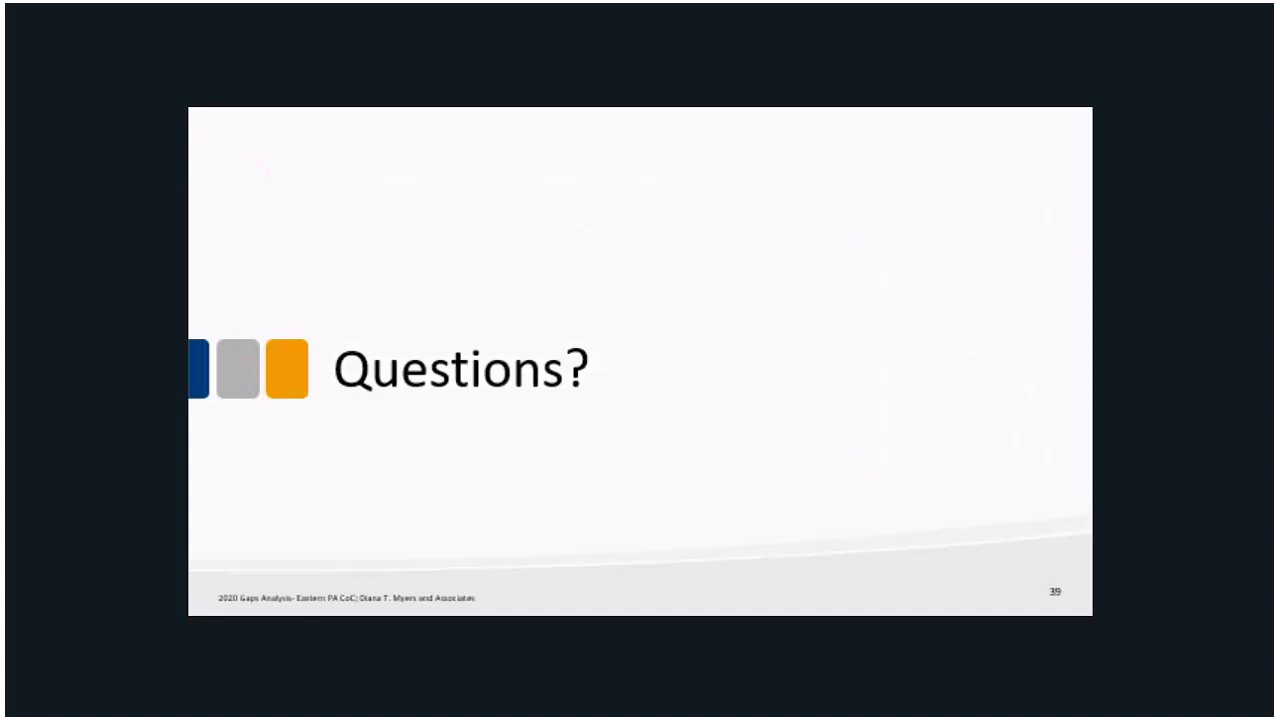 Questions?
2020 Gaps Analysis- Eastern PA CoC; Diana T. Myers and Associates
39